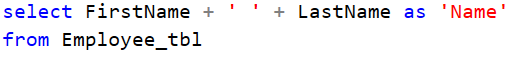 select FirstName + ' ' + LastName as 'Name'
from Employee_tbl